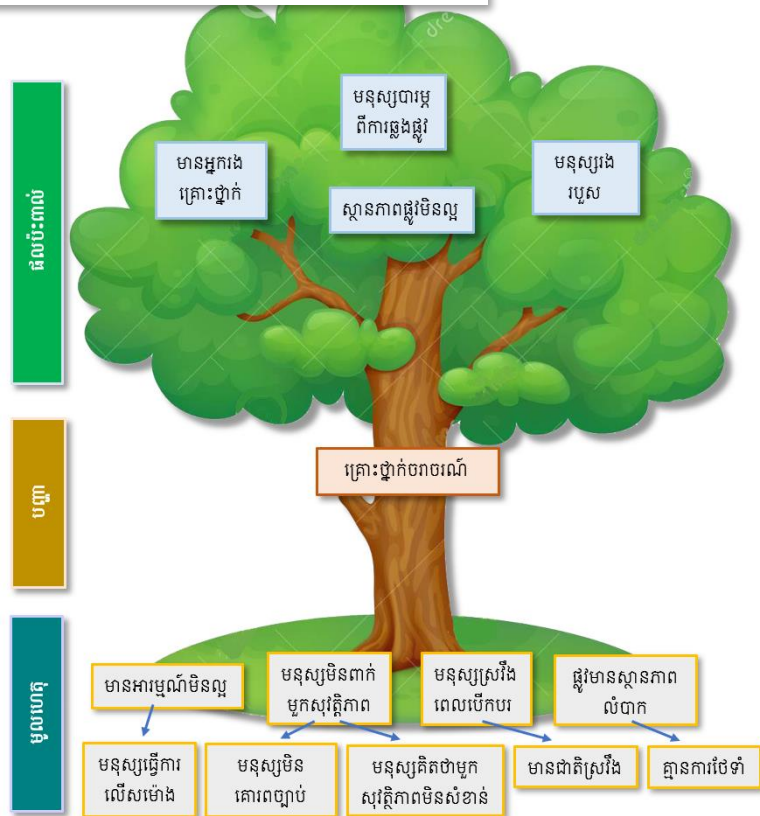 ផលប៉ះពាល់
មនុស្សបារម្ភ
ពីការឆ្លងផ្លូវ
មានអ្នករង
គ្រោះថ្នាក់
ស្ថានភាពផ្លូវមិនល្អ
មនុស្សរង
របួស
បញ្ហា
គ្រោះថ្នាក់ចរាចរណ៍
មូលហេតុ
មានអារម្មណ៍មិនល្អ
មនុស្សមិនពាក់
មួកសុវត្ថិភាព
មនុស្សស្រវឹង
ពេលបើកបរ
ផ្លូវមានស្ថានភាព
លំបាក
មនុស្សធ្វើការ
លើសម៉ោង
មនុស្សមិន
គោរពច្បាប់
មនុស្សគិតថាមួក
សុវត្ថិភាពមិនសំខាន់
មានជាតិស្រវឹង
គ្មានការថែទាំ